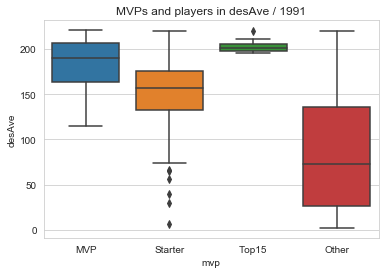 MVPs and players in desAve / 1991
desAve
200
150
100
50
0
MVP Starter Top15 Other
mvp